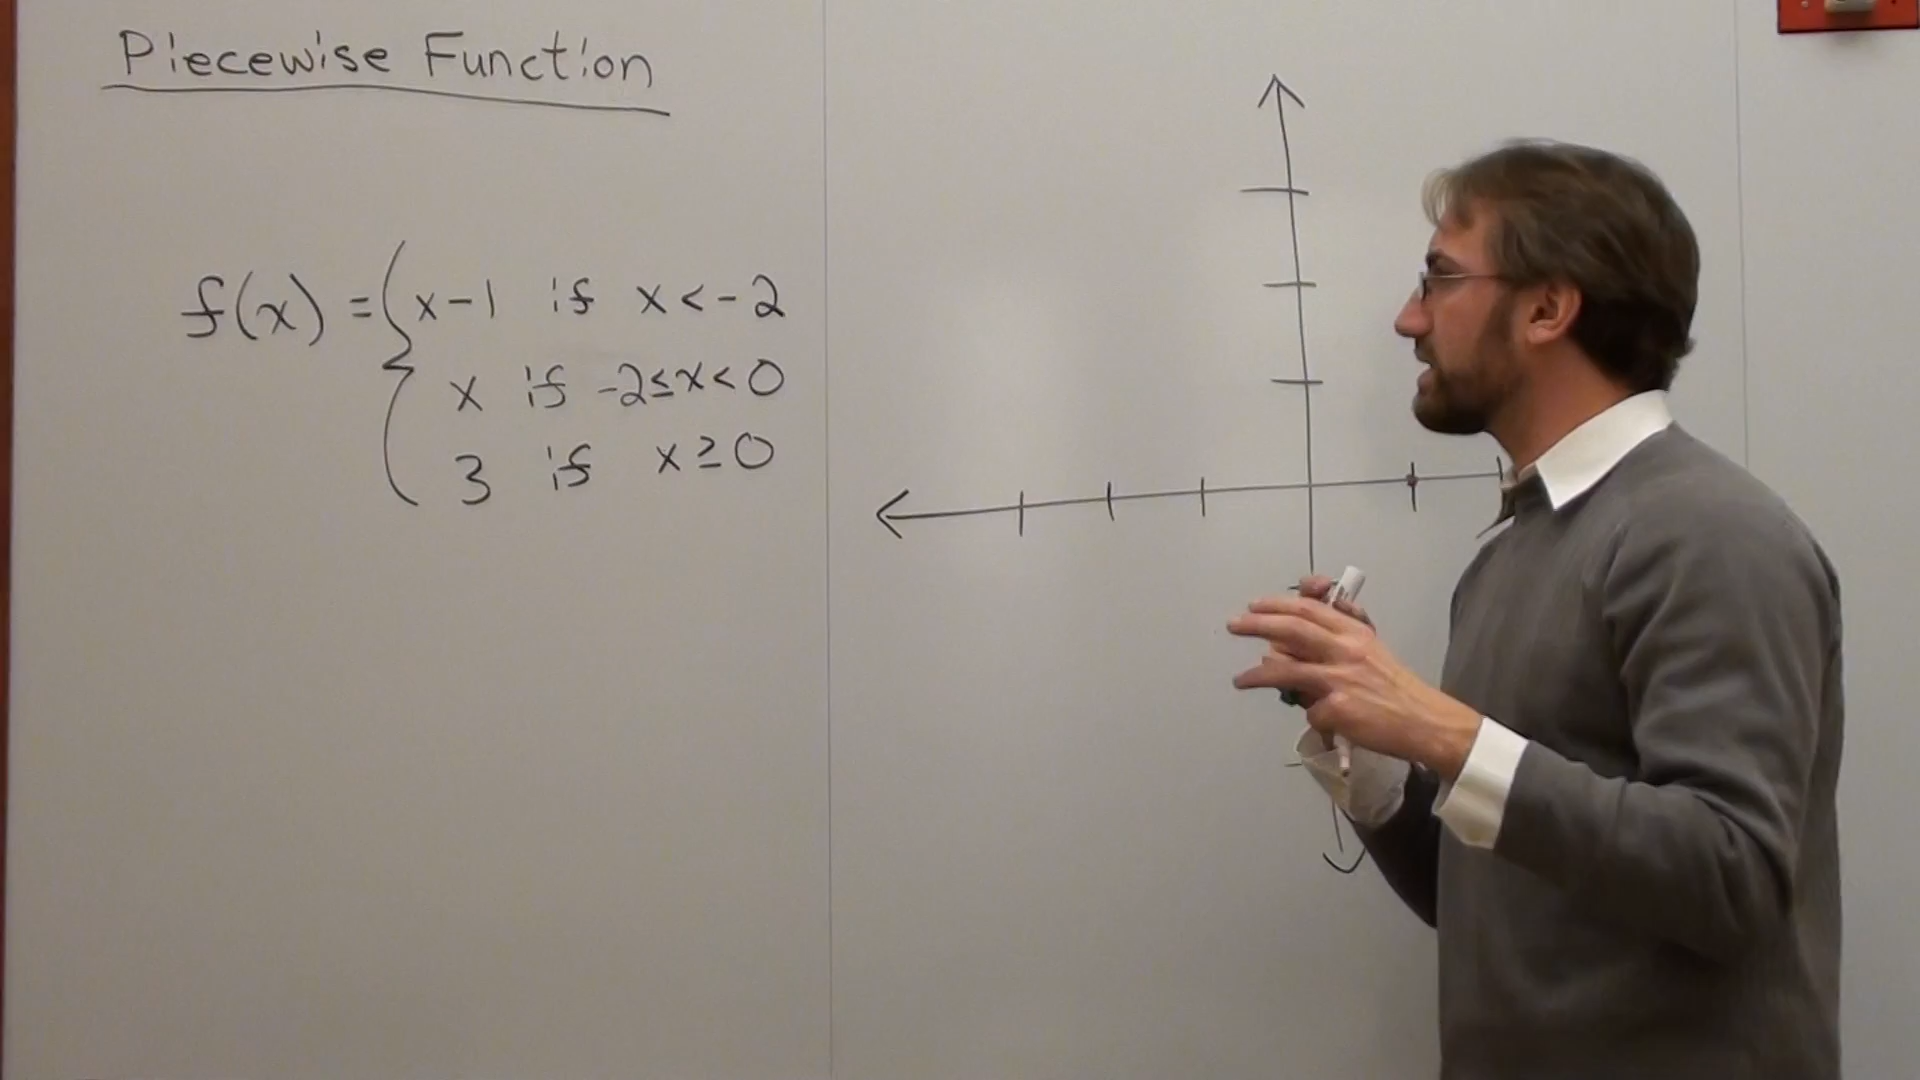 Piecewise Function
f(x) = { x - 1 if x < - 2
x if -2 ≤ x < 0
3 if x ≥ 0